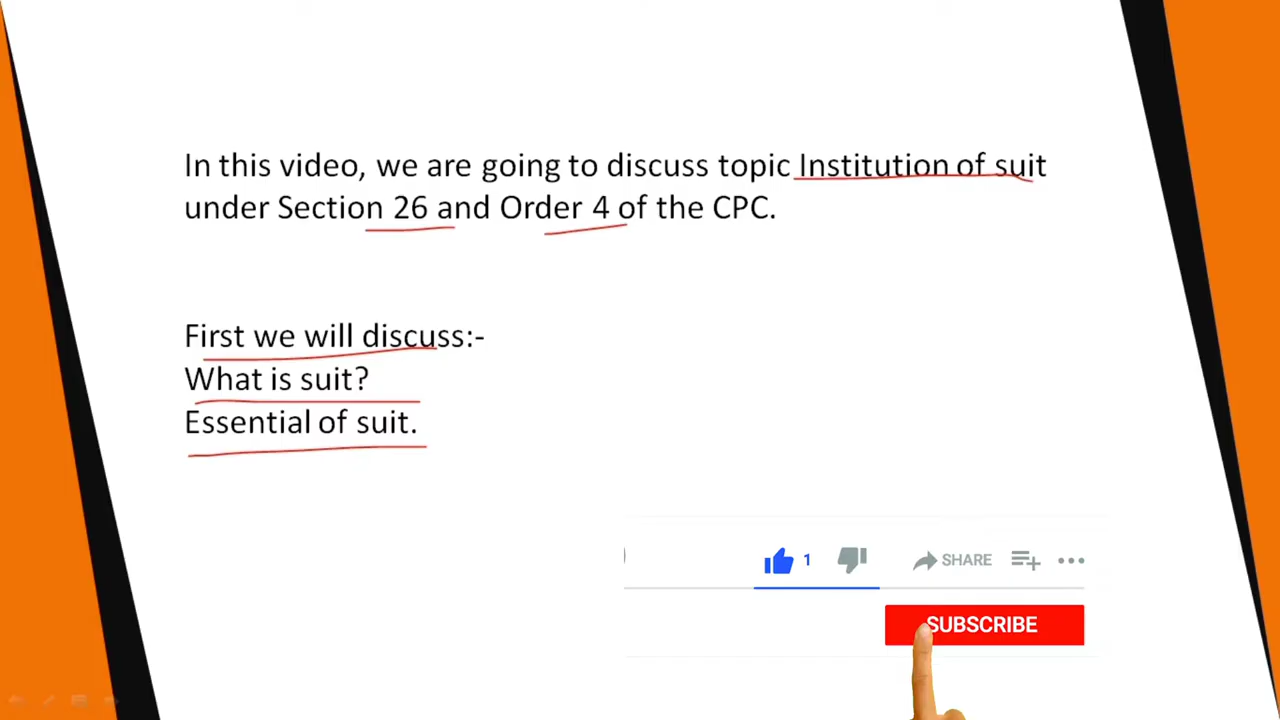 In this video, we are going to discuss topic Institution of suit
under Section 26 and Order 4 of the CPC.
First we will discuss:-
What is suit?
Essential of suit.
1 SHARE
SUBSCRIBE